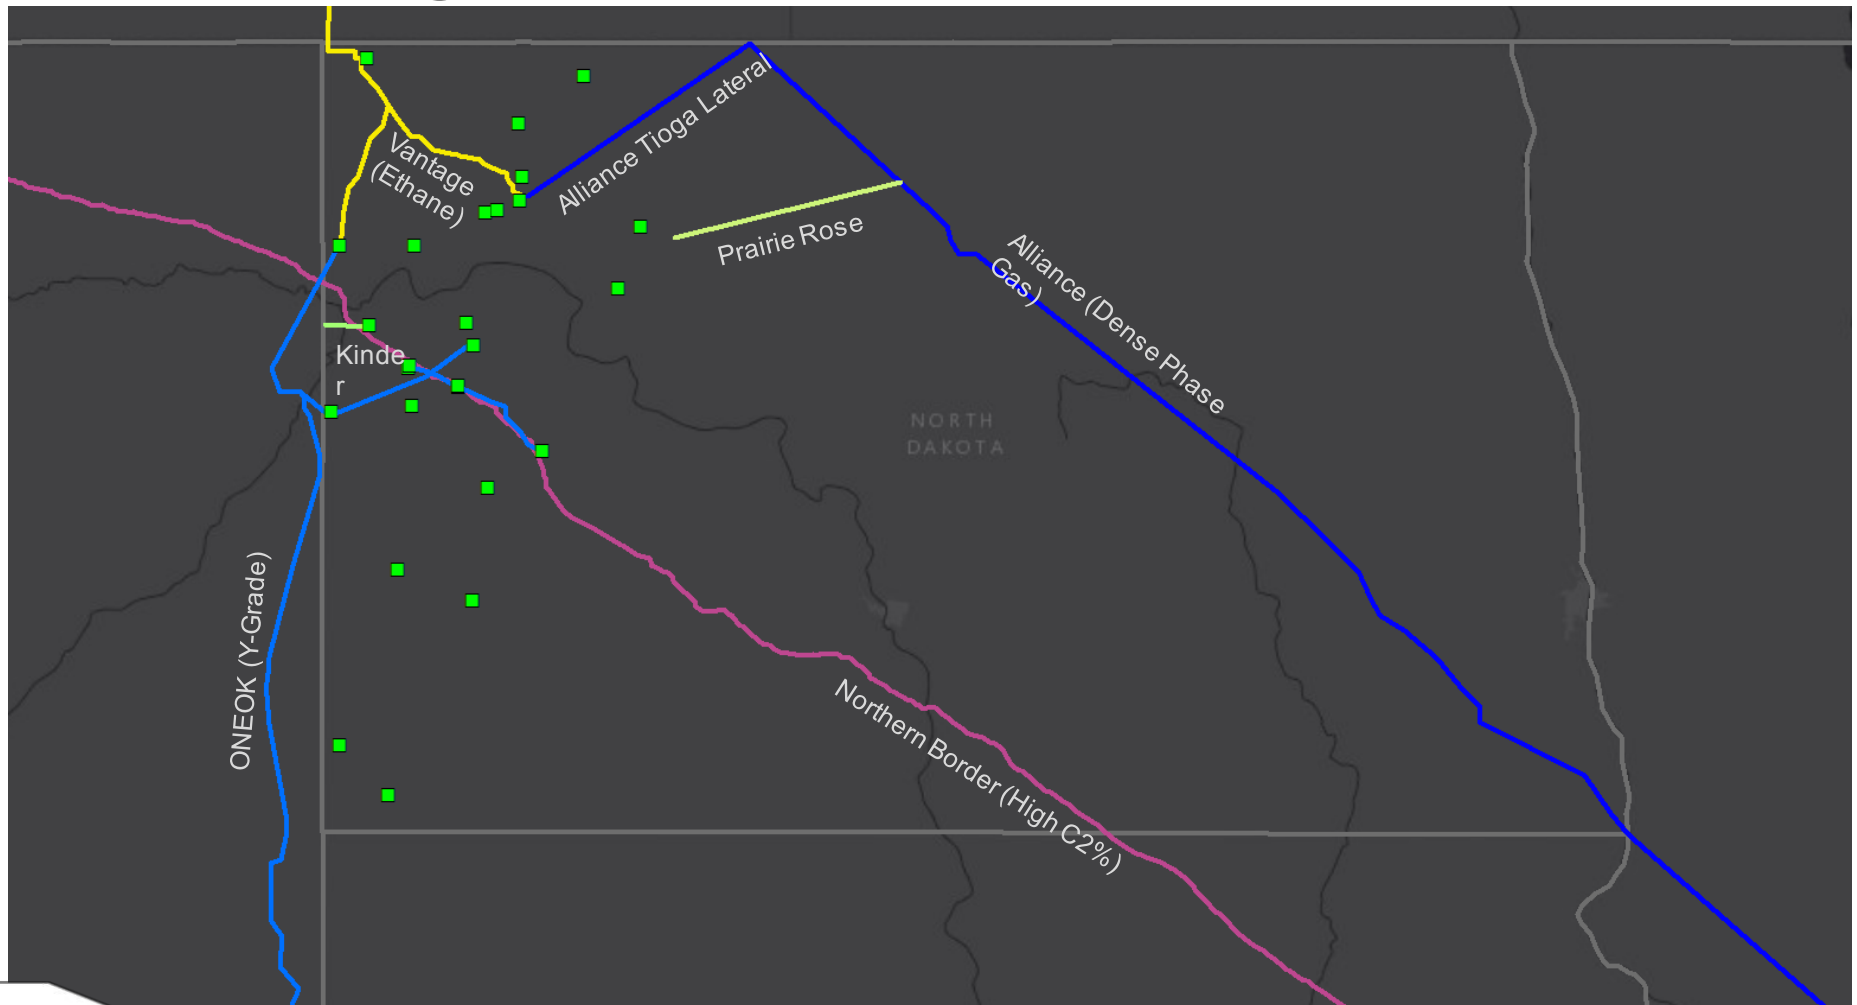 Alliance Tioga Lateral
Vantage
(Ethane)
Prairie Rose
Alliance (Dense Phase
Gas)
Kinde
r
NORTH
DAKOTA
ONEOK (Y-Grade)
Northern Border (High C2%)